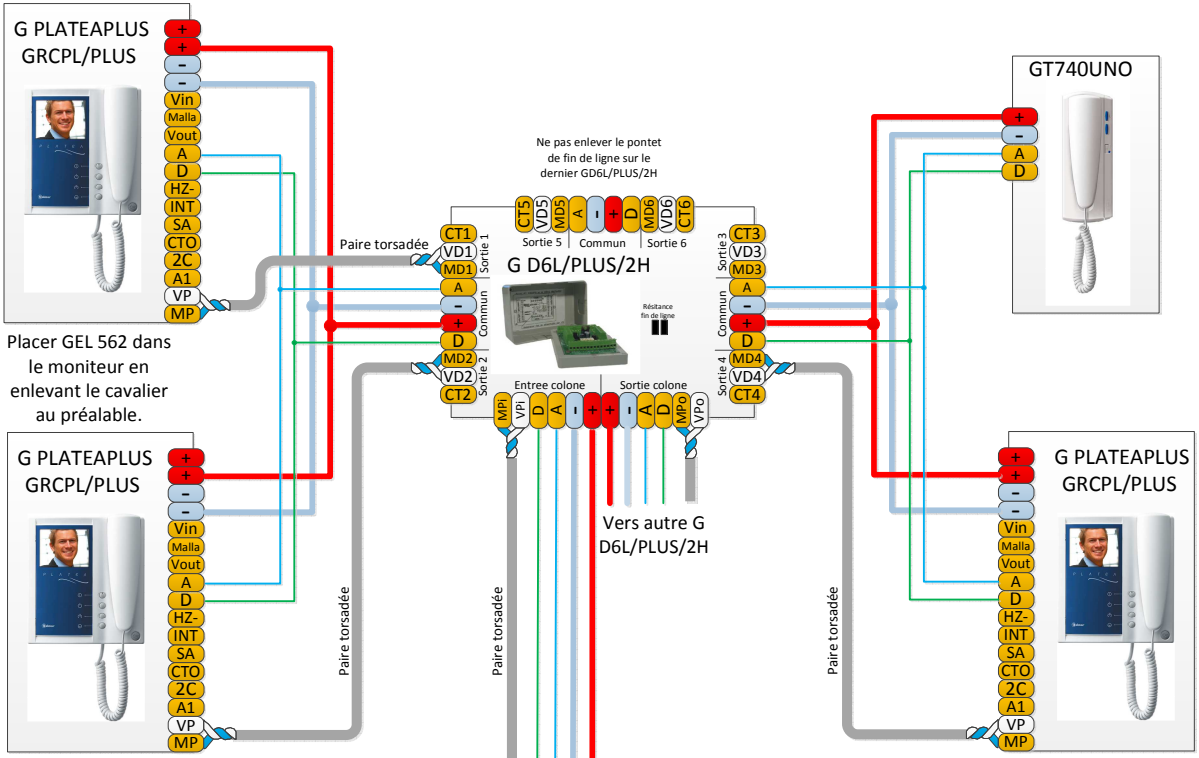 G PLATEAPLUS
GRCPL/PLUS
+
+
-
-
Vin
Malla
Vout
A
D
HZ-
INT
SA
CTO
2C
A1
VP
MP
PLATEA
Placer GEL 562 dans
le moniteur en
enlevant le cavalier
au préalable.
G PLATEAPLUS
GRCPL/PLUS
+
+
-
-
Vin
Malla
Vout
A
D
HZ-
INT
SA
CTO
2C
A1
VP
MP
PLATEA
Paire torsadée
Paire torsadée
Paire torsadée
Ne pas enlever le pontet
de fin de ligne sur le
dernier GD6L/PLUS/2H
CT5
VD5
MD5
A
-
+
D
MD6
VD6
CT6
Sortie 5
Commun
Sortie 6
G D6L/PLUS/2H
CT1
VD1
MD1
A
-
+
D
MD2
VD2
CT2
Sortie 1
Commun
Sortie 2
Résitance
fin de ligne
CT3
VD3
MD3
A
-
+
D
MD4
VD4
CT4
Sortie 3
Commun
Sortie 4
Entree colone
Sortie colone
MPi
VPi
D
A
-
+
+
-
A
D
MPo
VPo
Vers autre G
D6L/PLUS/2H
Paire torsadée
GT740UNO
+
-
A
D
G PLATEAPLUS
GRCPL/PLUS
+
+
-
-
Vin
Malla
Vout
A
D
HZ-
INT
SA
CTO
2C
A1
VP
MP
PLATEA